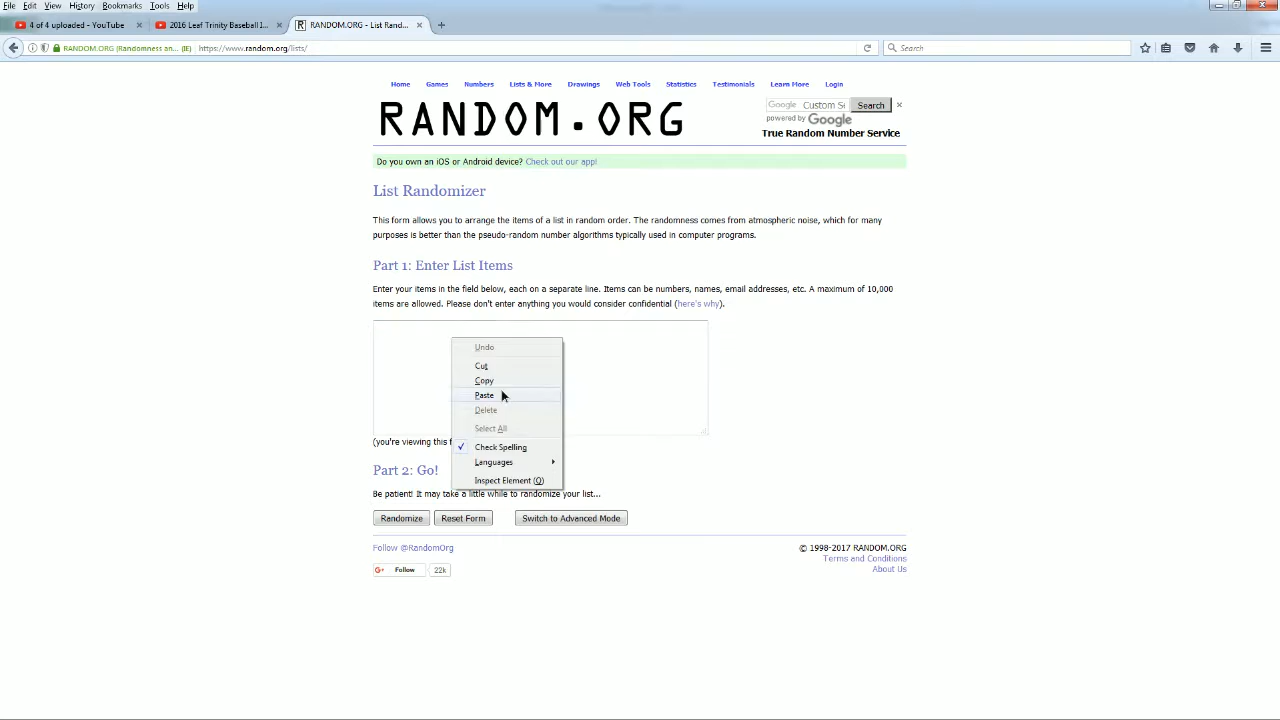 File Edit View History Bookmarks Tools Help
4 of 4 uploaded - YouTube × 2016 Leaf Trinity Baseball I... × RANDOM.ORG - List Rand... × +
RANDOM.ORG (Randomness an... (IE) https://www.random.org/lists/ Search
Home Games Numbers Lists & More Drawings Web Tools Statistics Testimonials Learn More Login
RANDOM.ORG
Google Custom S Search ×
powered by Google
True Random Number Service
Do you own an iOS or Android device? Check out our app!
List Randomizer
This form allows you to arrange the items of a list in random order. The randomness comes from atmospheric noise, which for many
purposes is better than the pseudo-random number algorithms typically used in computer programs.
Part 1: Enter List Items
Enter your items in the field below, each on a separate line. Items can be numbers, names, email addresses, etc. A maximum of 10,000
items are allowed. Please don't enter anything you would consider confidential (here's why).
Undo
Cut
Copy
Paste
Delete
Select All
Check Spelling
Languages
Inspect Element (Q)
(you're viewing this f
Part 2: Go!
Be patient! It may take a little while to randomize your list...
Randomize Reset Form Switch to Advanced Mode
Follow @RandomOrg
© 1998-2017 RANDOM.ORG
Terms and Conditions
About Us
G+ Follow 22k